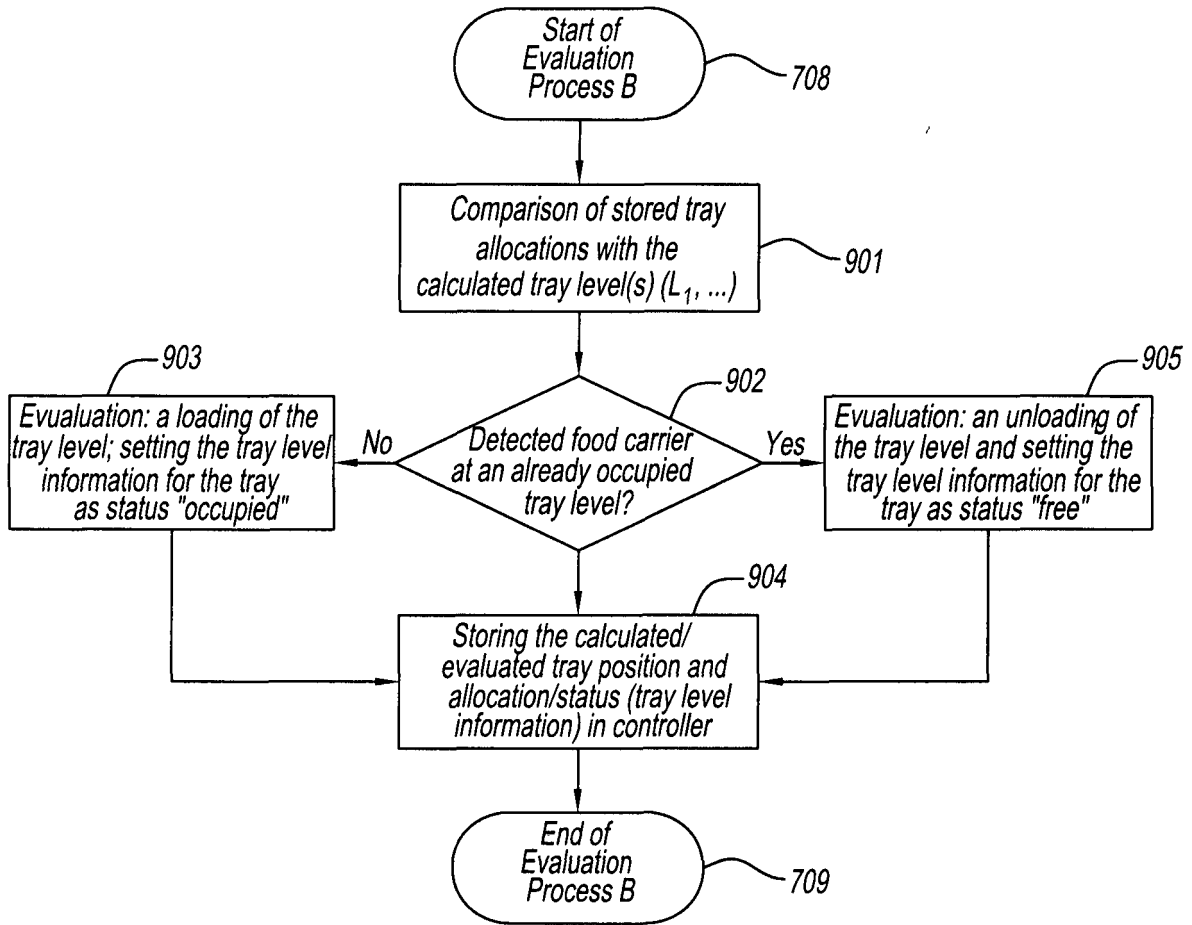 Start of
Evaluation
Process B
708
Comparison of stored tray
allocations with the
calculated tray level(s) (L1, ...)
901
903
Evualuation: a loading of the
tray level; setting the tray level
information for the tray
as status "occupied"
No
902
Detected food carrier
at an already occupied
tray level?
Yes
905
Evualuation: an unloading of
the tray level and setting the
tray level information for the
tray as status "free"
904
Storing the calculated/
evaluated tray position and
allocation/status (tray level
information) in controller
End of
Evaluation
Process B
709